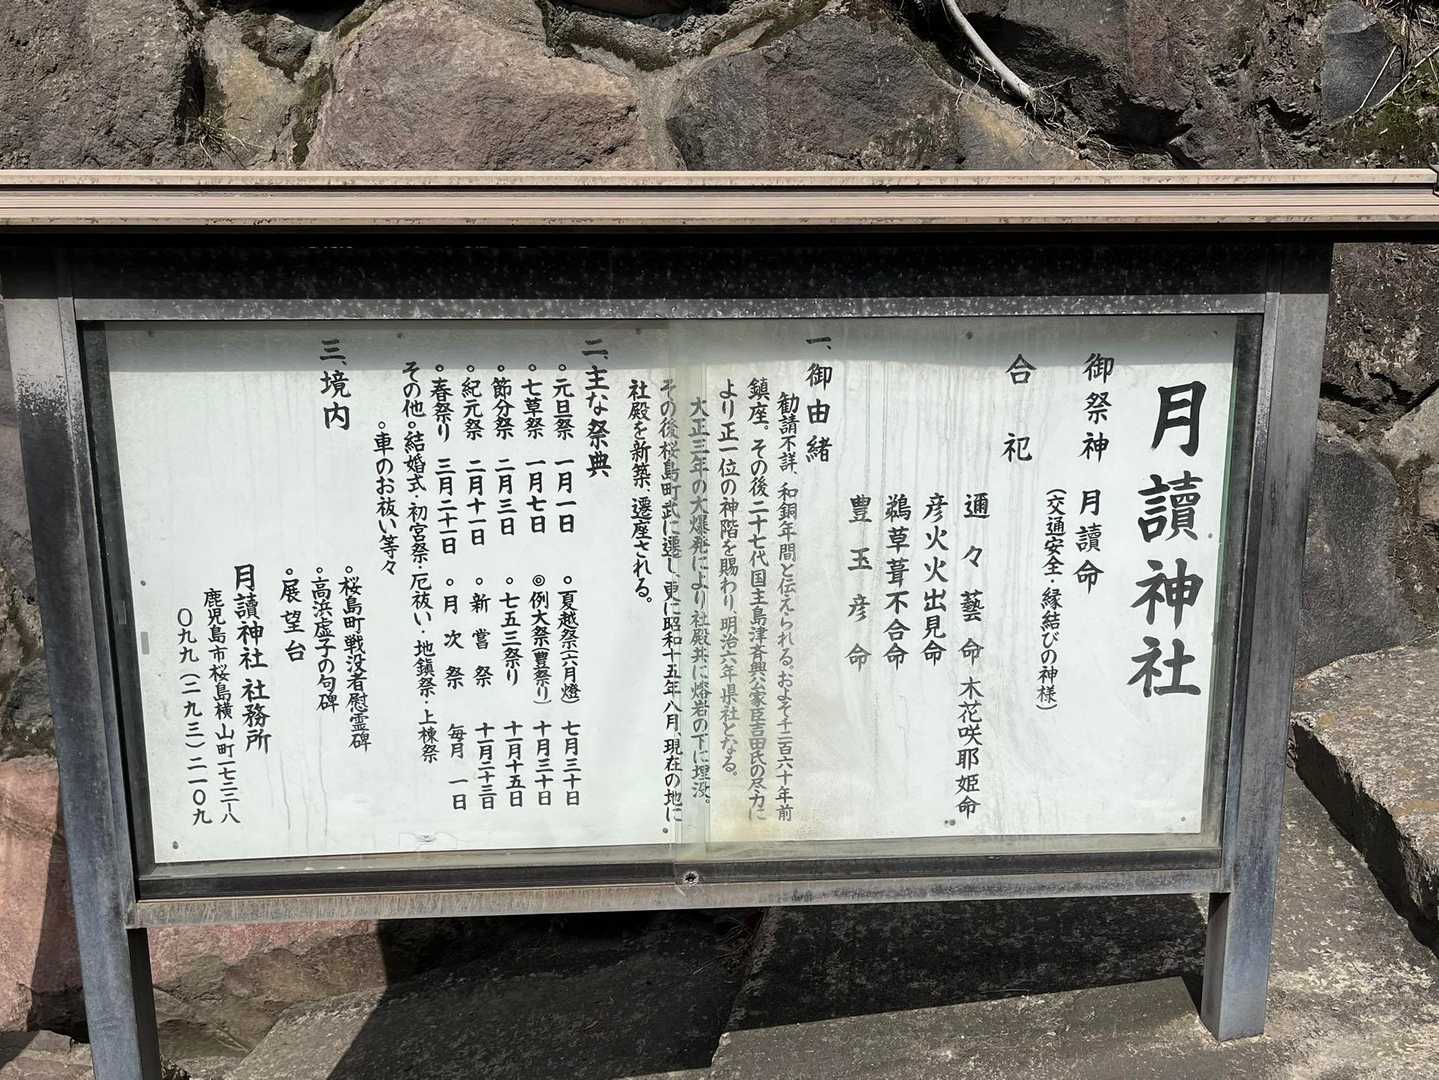 月讀神社
御祭神　月讀命
（交通安全・縁結びの神様）
合祀
邇々藝命　木花咲耶姫命
彦火火出見命
鵜草葺不合命
豊玉彦命
一、御由緒
勧請不詳、和銅年間と伝えられる。およそ千二百六十年前
鎮座。その後二十七代国主島津斉興公家臣吉田氏の尽力に
より正一位の神階を賜わり、明治六年県社となる。
大正三年の大爆発により社殿共に熔岩の下に埋没。
その後桜島町武に遷し、更に昭和十五年八月、現在の地に
社殿を新築、遷座される。
二、主な祭典
○元旦祭　一月一日　○夏越祭（六月燈）　七月三十日
○七草祭　一月七日　◎例大祭（豊祭り）　十月三十日
○節分祭　二月三日　○七五三祭り　十一月十五日
○紀元祭　二月十一日　○新嘗祭　十一月二十三日
○春祭り　三月二十一日　○月次祭　毎月一日
その他○結婚式・初宮祭・厄祓い・地鎮祭・上棟祭
○車のお祓い等々
三、境内
○桜島町戦没者慰霊碑
○高浜虚子の句碑
○展望台
月讀神社　社務所
鹿児島市桜島横山町一七二二-八
〇九九（二九三）二一〇九